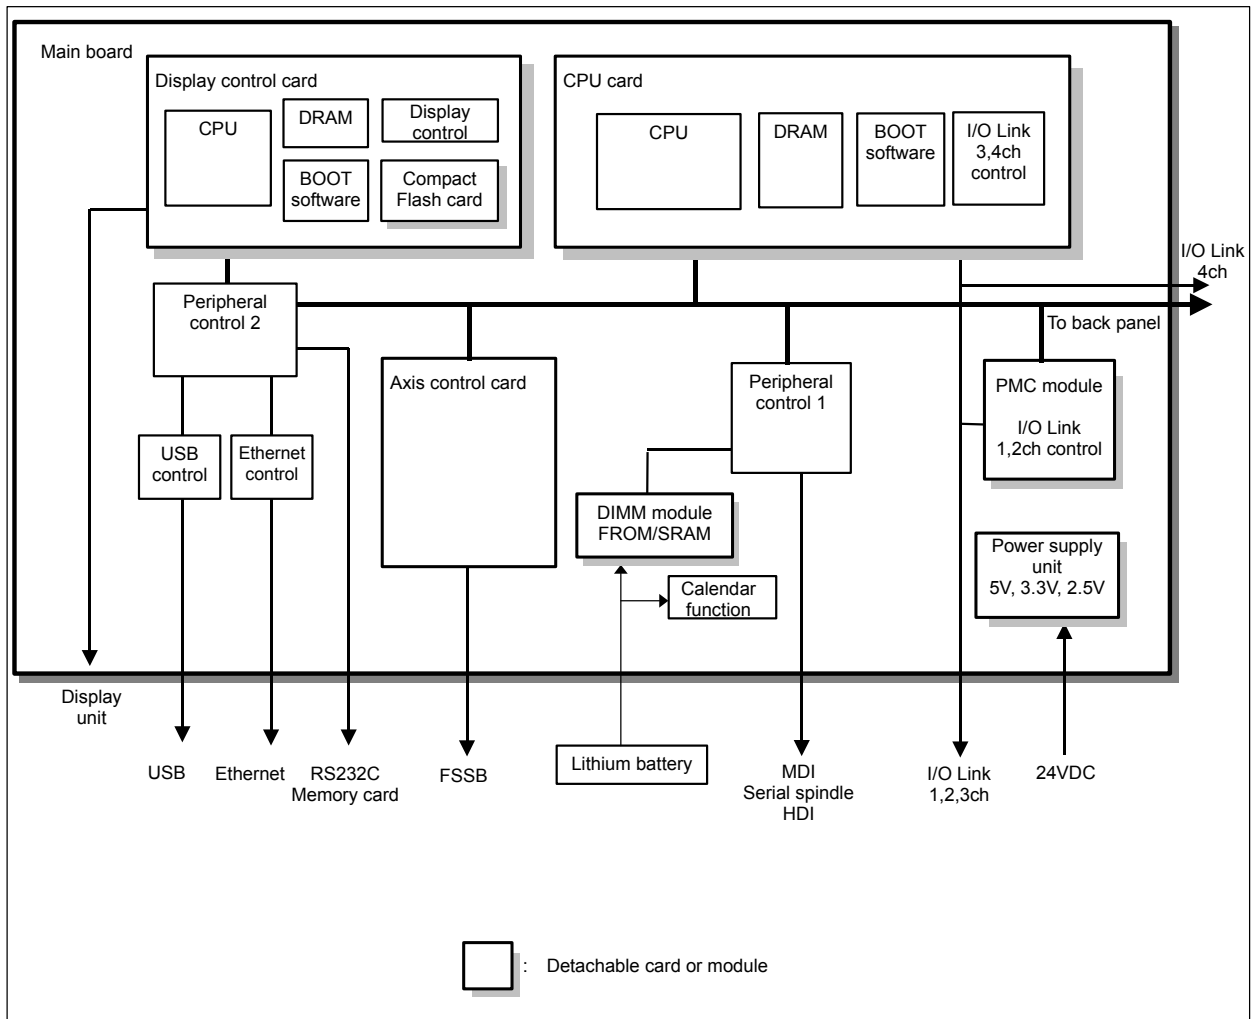 Main board
Display control card
CPU
DRAM
Display
control
BOOT
software
Compact
Flash card
CPU card
CPU
DRAM
BOOT
software
I/O Link
3,4ch
control
I/O Link
4ch
To back panel
Peripheral
control 2
Axis control card
Peripheral
control 1
PMC module
I/O Link
1,2ch control
USB
control
Ethernet
control
DIMM module
FROM/SRAM
Power supply
unit
5V, 3.3V, 2.5V
Calendar
function
Display
unit
USB
Ethernet
RS232C
Memory card
FSSB
Lithium battery
MDI
Serial spindle
HDI
I/O Link
1,2,3ch
24VDC
: Detachable card or module